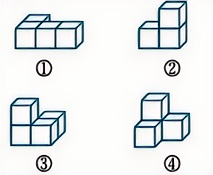 ① ②
③ ④